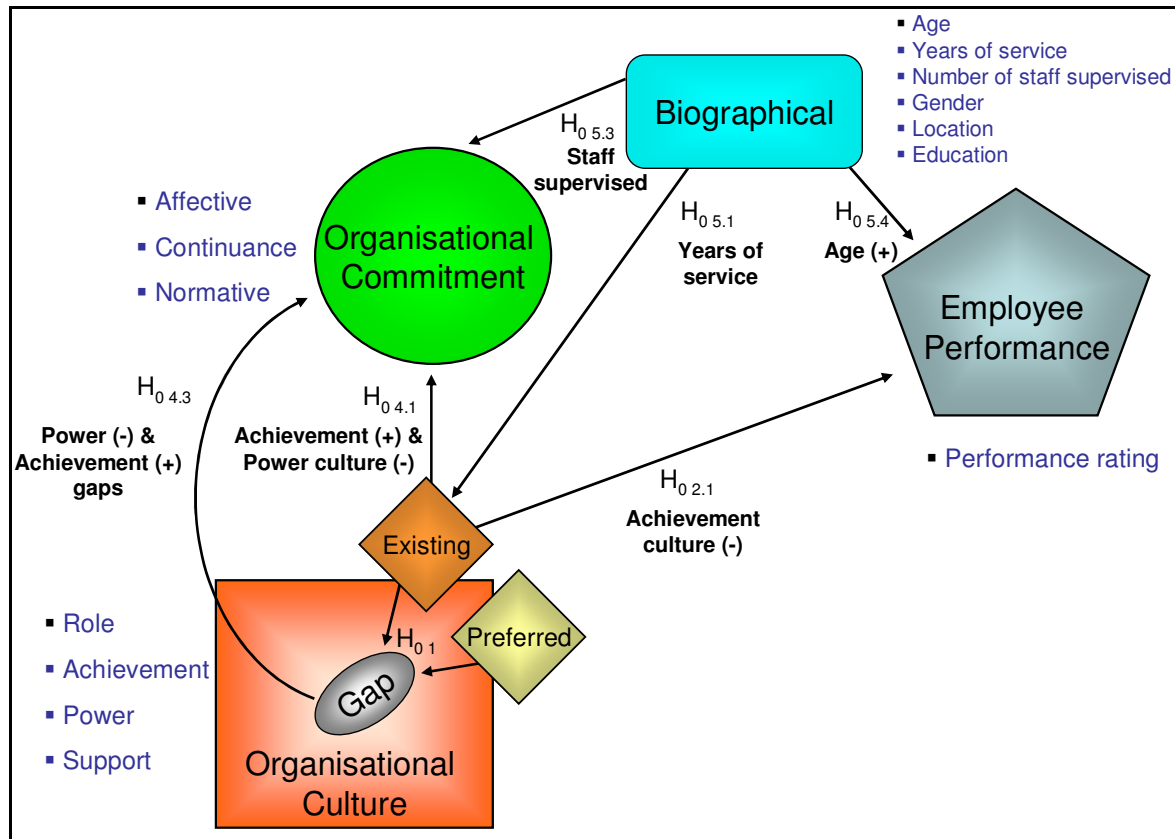 ▪ Age
▪ Years of service
▪ Number of staff supervised
▪ Gender
▪ Location
▪ Education
Biographical
H0 5.3
Staff
supervised
H0 5.1
Years of
service
H0 5.4
Age (+)
▪ Affective
▪ Continuance
▪ Normative
Organisational
Commitment
Employee
Performance
▪ Performance rating
H0 4.3
Power (-) &
Achievement (+)
gaps
H0 4.1
Achievement (+) &
Power culture (-)
H0 2.1
Achievement
culture (-)
Existing
Preferred
H0 1
Gap
▪ Role
▪ Achievement
▪ Power
▪ Support
Organisational
Culture